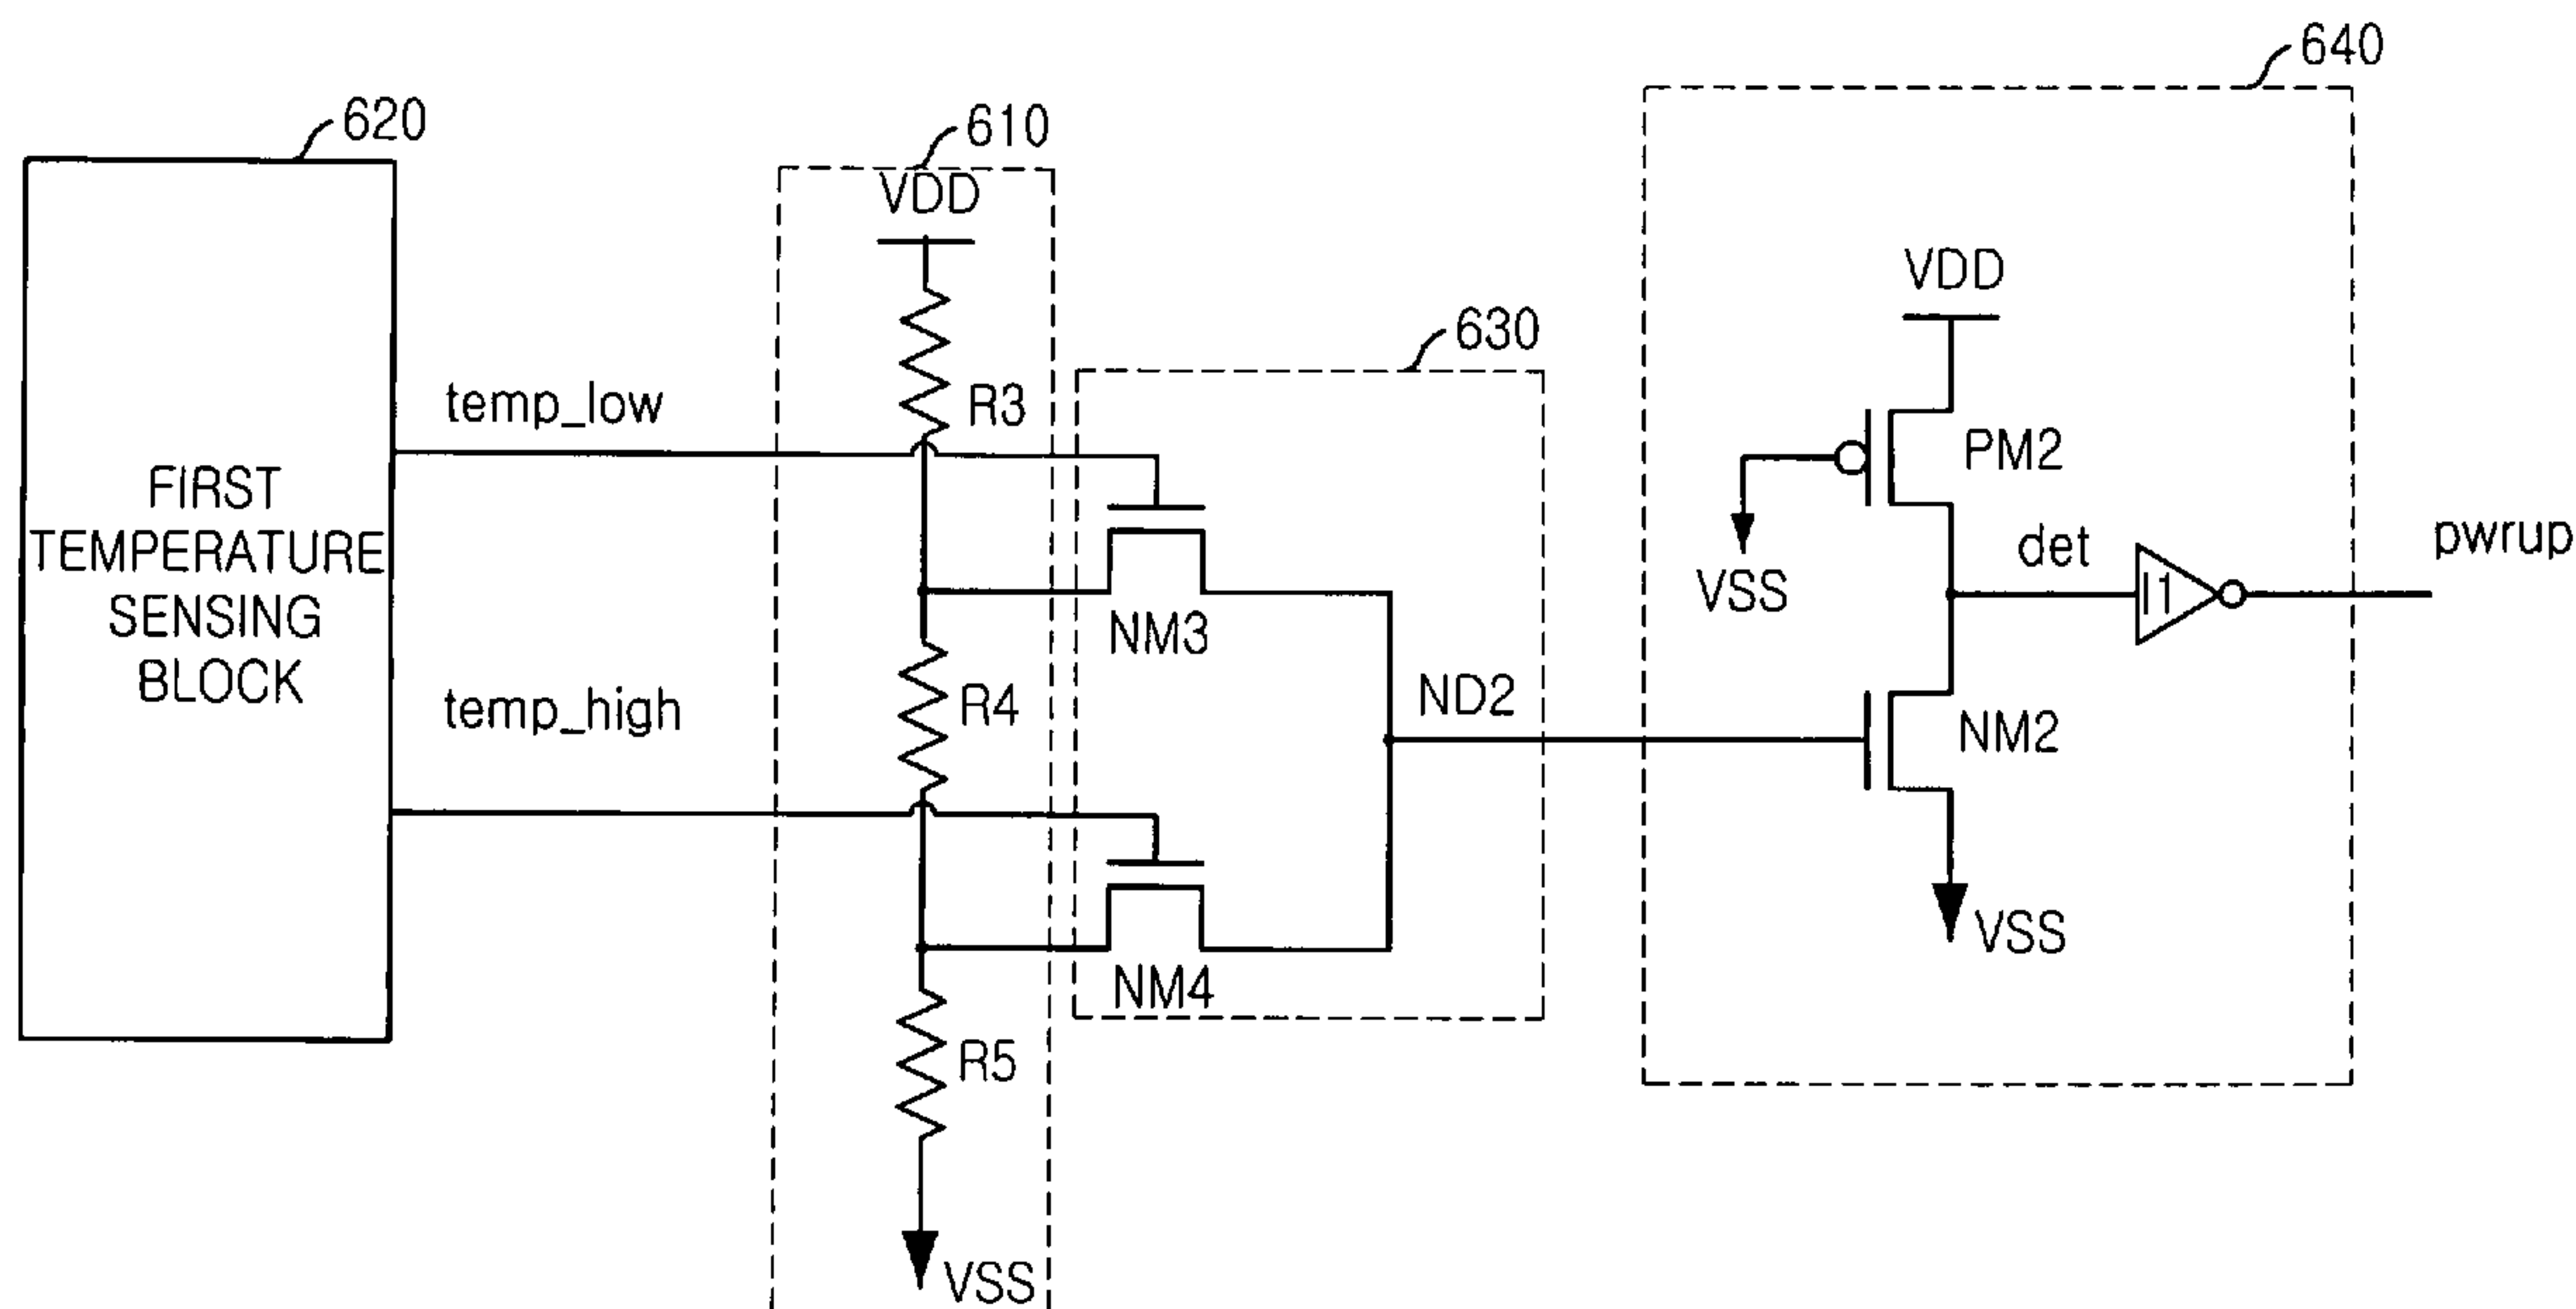 640
620
610
VDD
VDD
630
temp_low
R3
PM2
FIRST
TEMPERATURE
SENSING
BLOCK
det
I1
pwrup
VSS
NM3
temp_high
R4
ND2
NM2
VSS
NM4
R5
VSS